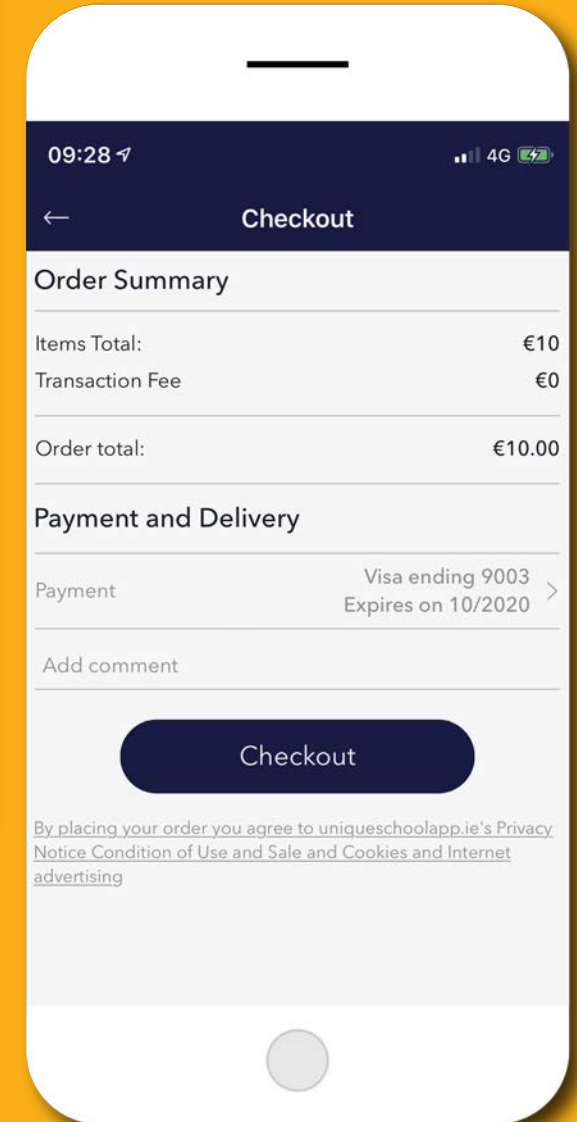 09:28 4G
Checkout
Order Summary
Items Total: €10
Transaction Fee €0
Order total: €10.00
Payment and Delivery
Payment Visa ending 9003
Expires on 10/2020
Add comment
Checkout
By placing your order you agree to uniqueschoolapp.ie's Privacy
Notice Condition of Use and Sale and Cookies and Internet
advertising